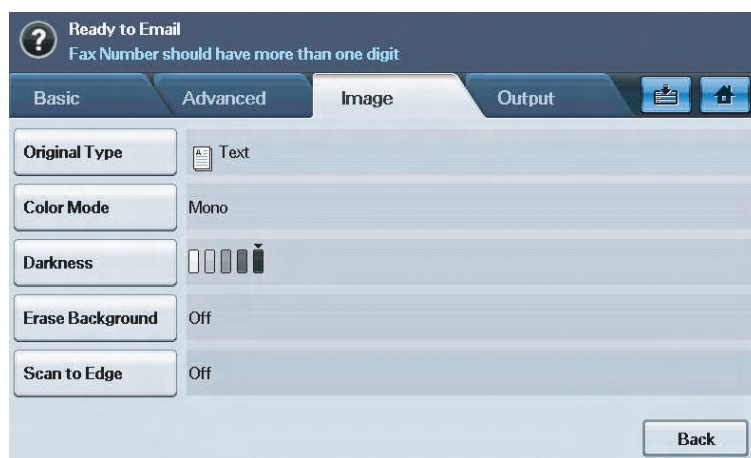 Ready to Email
Fax Number should have more than one digit
Basic Advanced Image Output
Original Type Text
Color Mode Mono
Darkness
Erase Background Off
Scan to Edge Off
Back